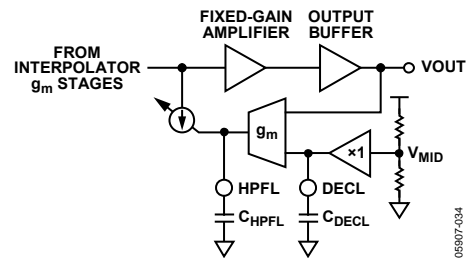 FIXED-GAIN
AMPLIFIER
OUTPUT
BUFFER
FROM
INTERPOLATOR
gm STAGES
VOUT
gm
×1
VMID
HPFL
DECL
CHPFL
CDECL
05907-034